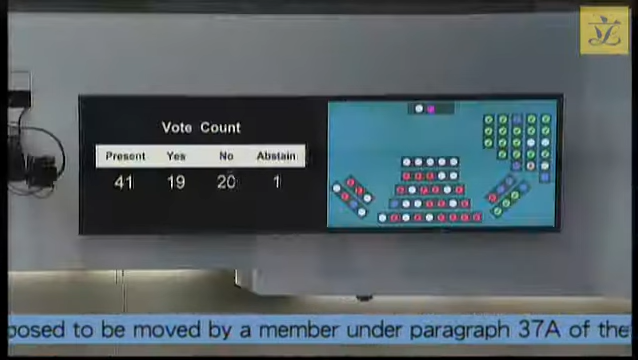 Vote Count
Present Yes No Abstain
41 19 20 1
posed to be moved by a member under paragraph 37A of the